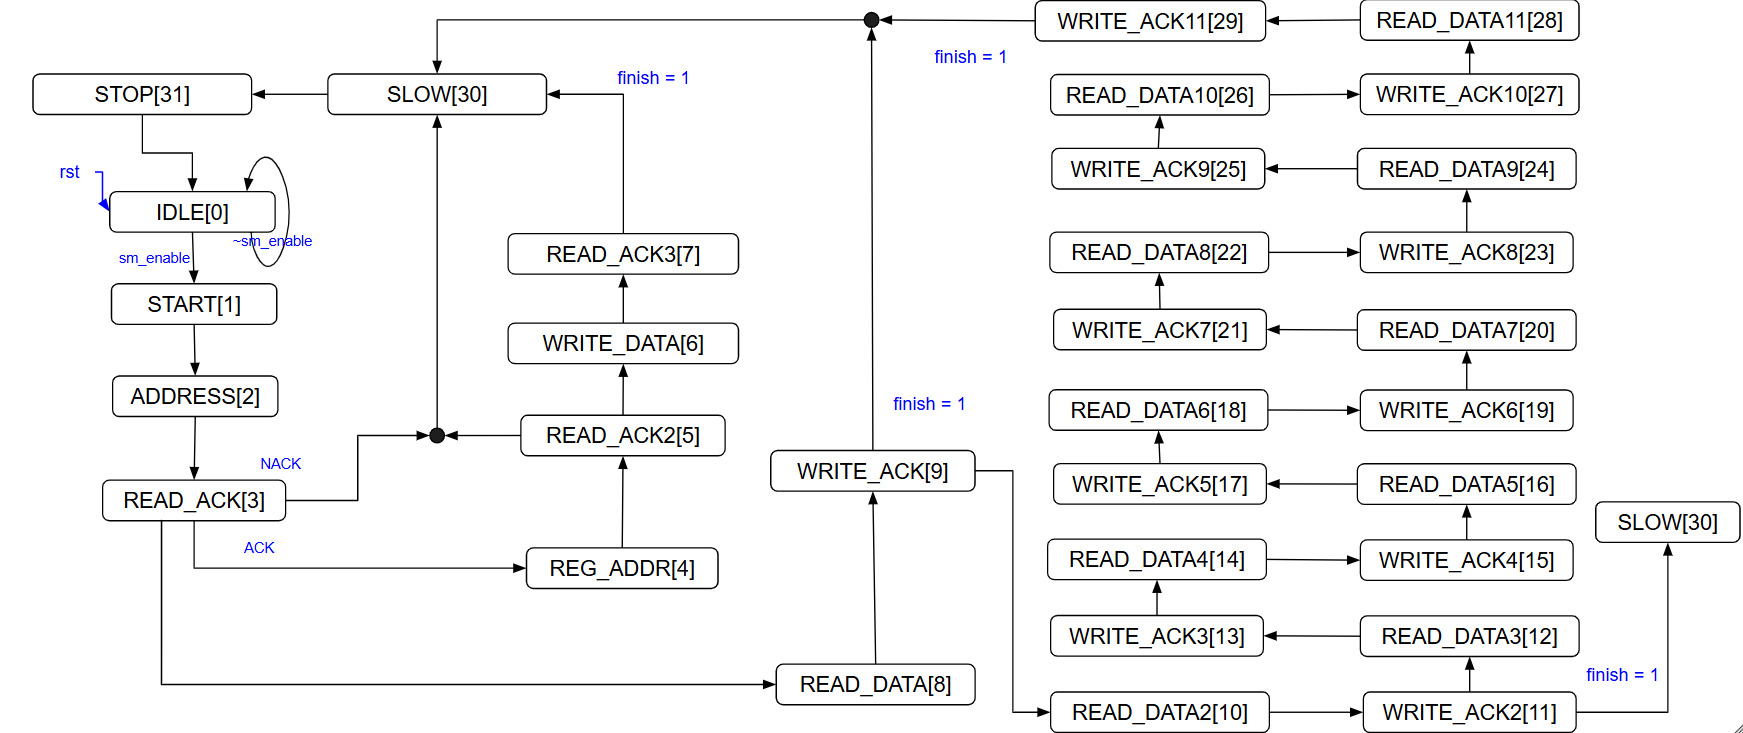 WRITE_ACK11[29]
READ_DATA11[28]
finish = 1
finish = 1
STOP[31]
SLOW[30]
READ_DATA10[26]
WRITE_ACK10[27]
rst
WRITE_ACK9[25]
READ_DATA9[24]
IDLE[0]
~sm_enable
sm_enable
READ_ACK3[7]
READ_DATA8[22]
WRITE_ACK8[23]
START[1]
WRITE_DATA[6]
WRITE_ACK7[21]
READ_DATA7[20]
ADDRESS[2]
finish = 1
READ_DATA6[18]
WRITE_ACK6[19]
READ_ACK2[5]
NACK
WRITE_ACK[9]
WRITE_ACK5[17]
READ_DATA5[16]
READ_ACK[3]
SLOW[30]
ACK
REG_ADDR[4]
READ_DATA4[14]
WRITE_ACK4[15]
WRITE_ACK3[13]
READ_DATA3[12]
finish = 1
READ_DATA[8]
READ_DATA2[10]
WRITE_ACK2[11]